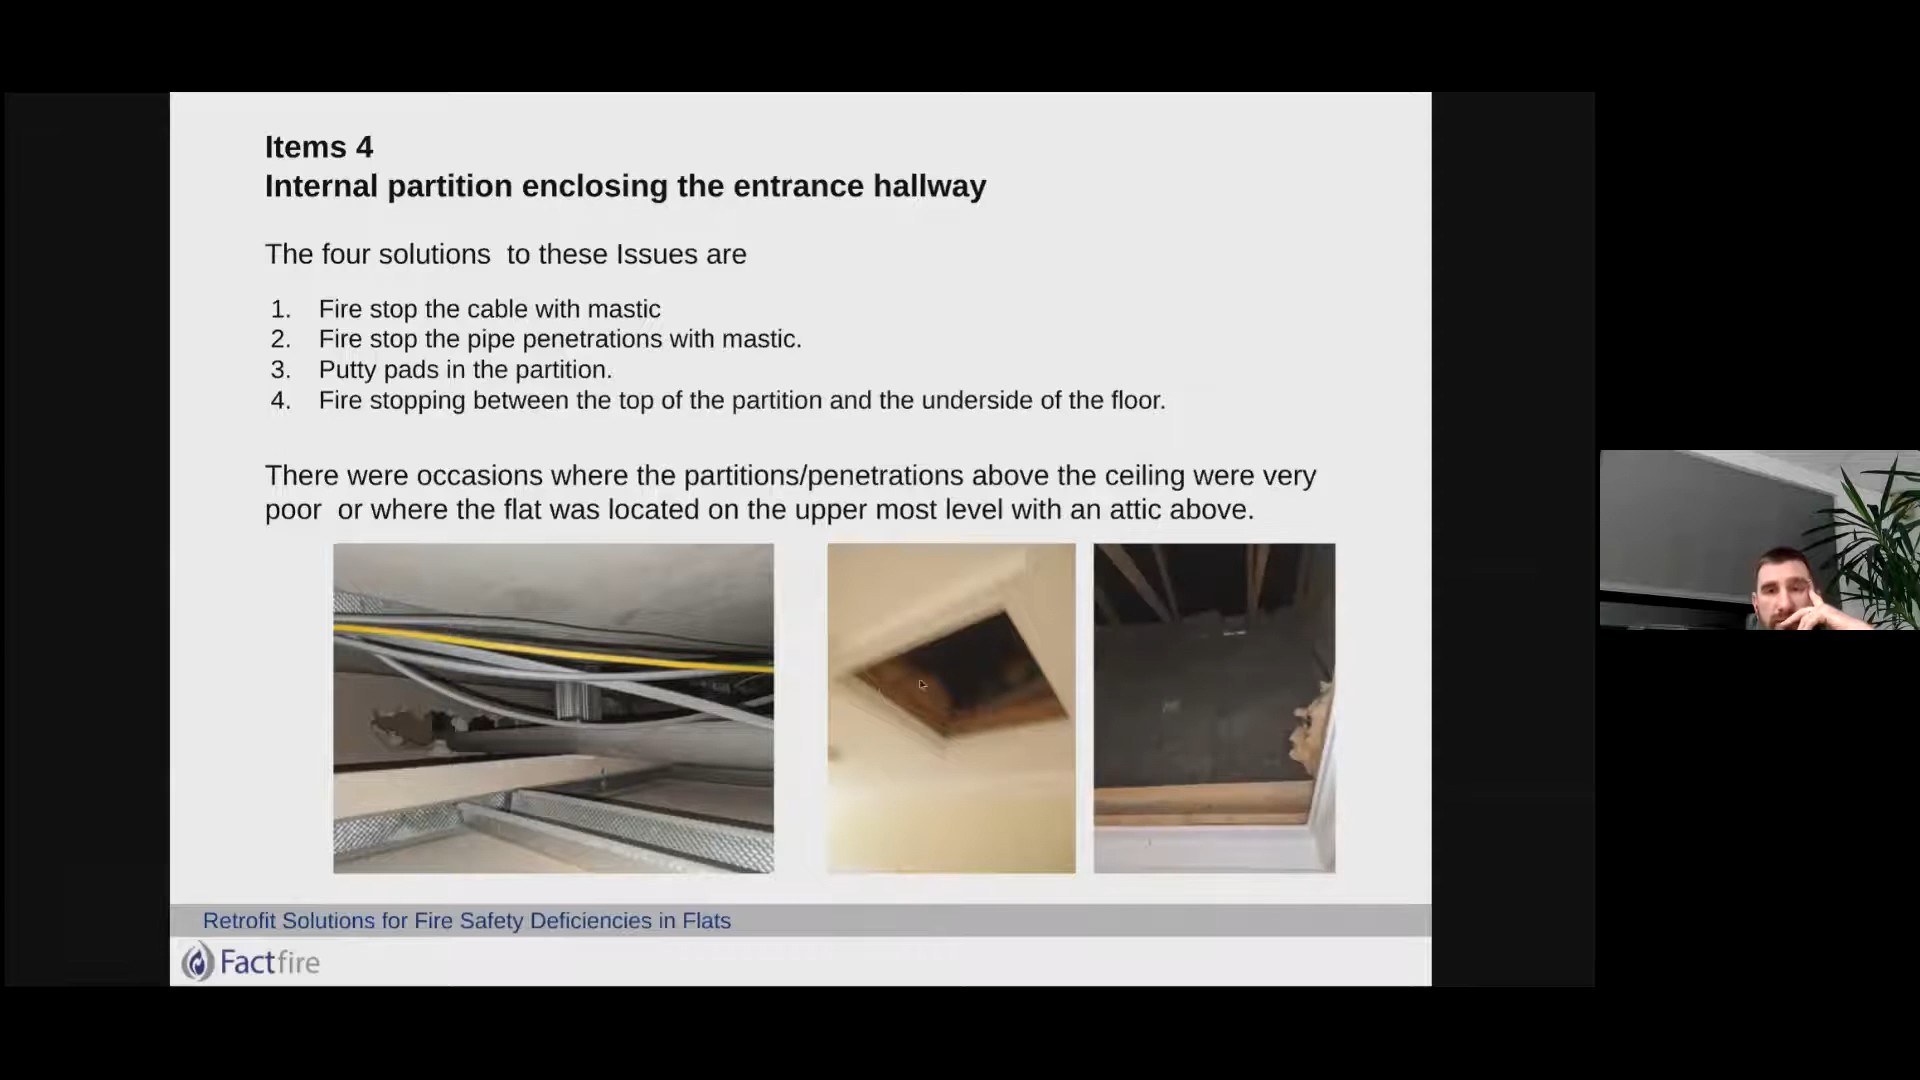 Items 4
Internal partition enclosing the entrance hallway
The four solutions to these Issues are
1. Fire stop the cable with mastic
2. Fire stop the pipe penetrations with mastic.
3. Putty pads in the partition.
4. Fire stopping between the top of the partition and the underside of the floor.
There were occasions where the partitions/penetrations above the ceiling were very
poor or where the flat was located on the upper most level with an attic above.
Retrofit Solutions for Fire Safety Deficiencies in Flats
Factfire